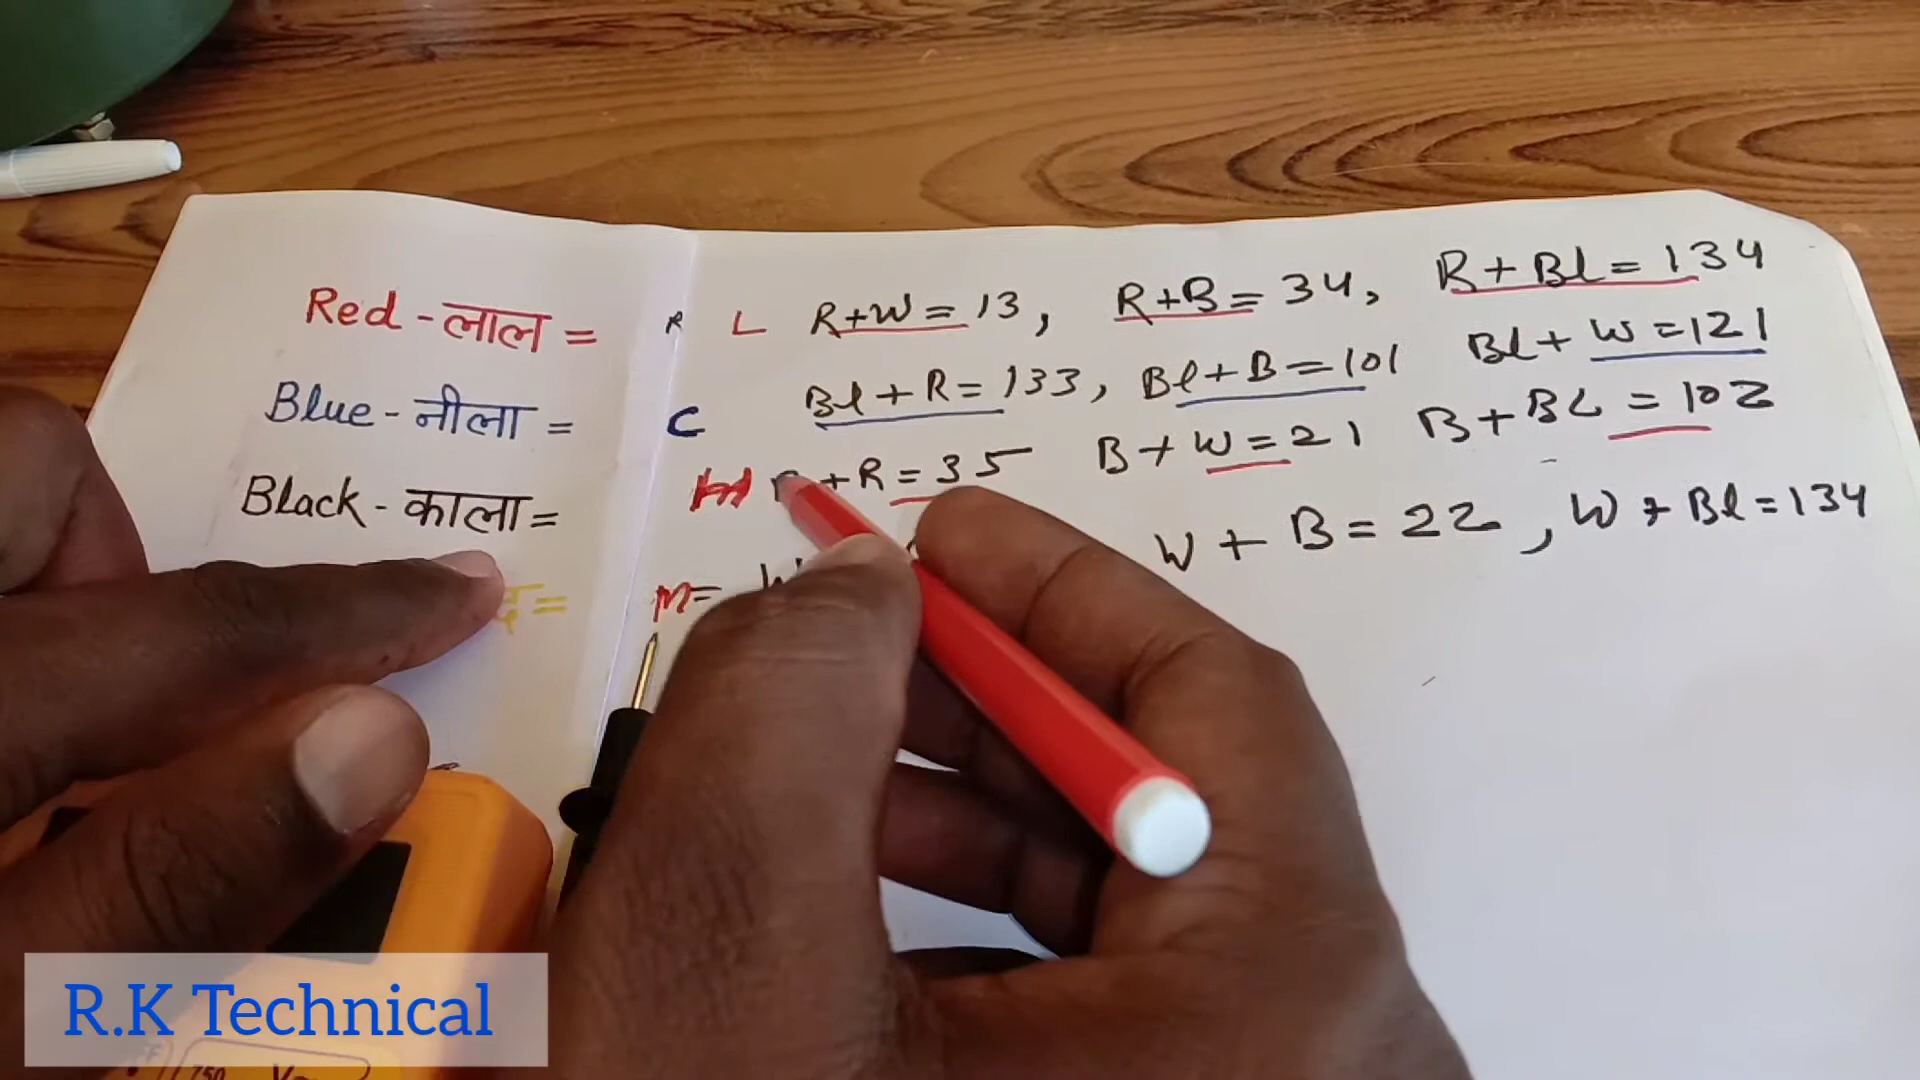 Red - लाल = R L R+W = 13, R+B = 34, R+Bl = 134
Blue - नीला = C Bl+R = 133, Bl+B = 101 Bl+W = 121
Black - काला = +R = 35 B+W = 21 B+BL = 102
= m= W+B = 22, W+Bl = 134
R.K Technical
750